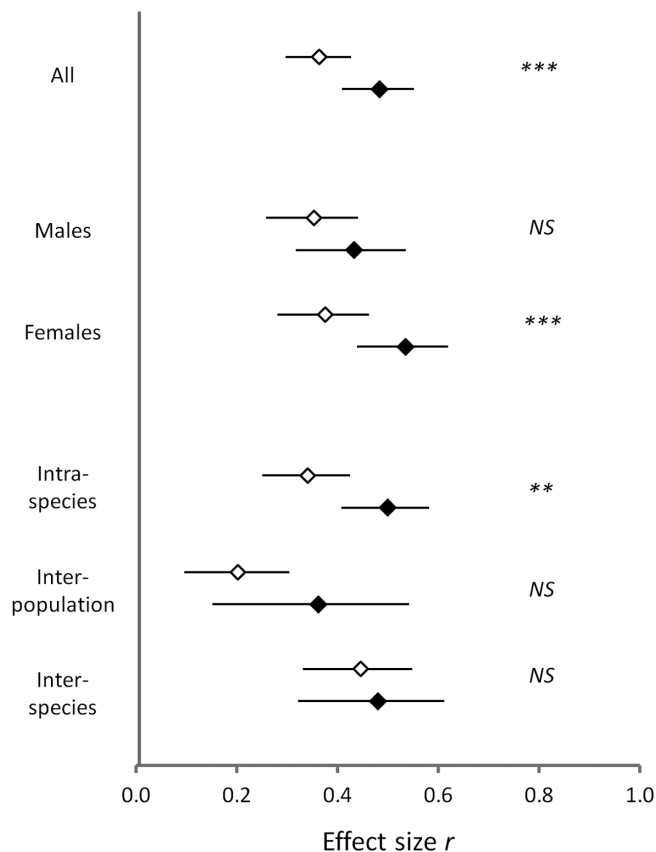 All
***
Males
NS
Females
***
Intra-
species
**
Inter-
population
NS
Inter-
species
NS
0.0 0.2 0.4 0.6 0.8 1.0
Effect size r